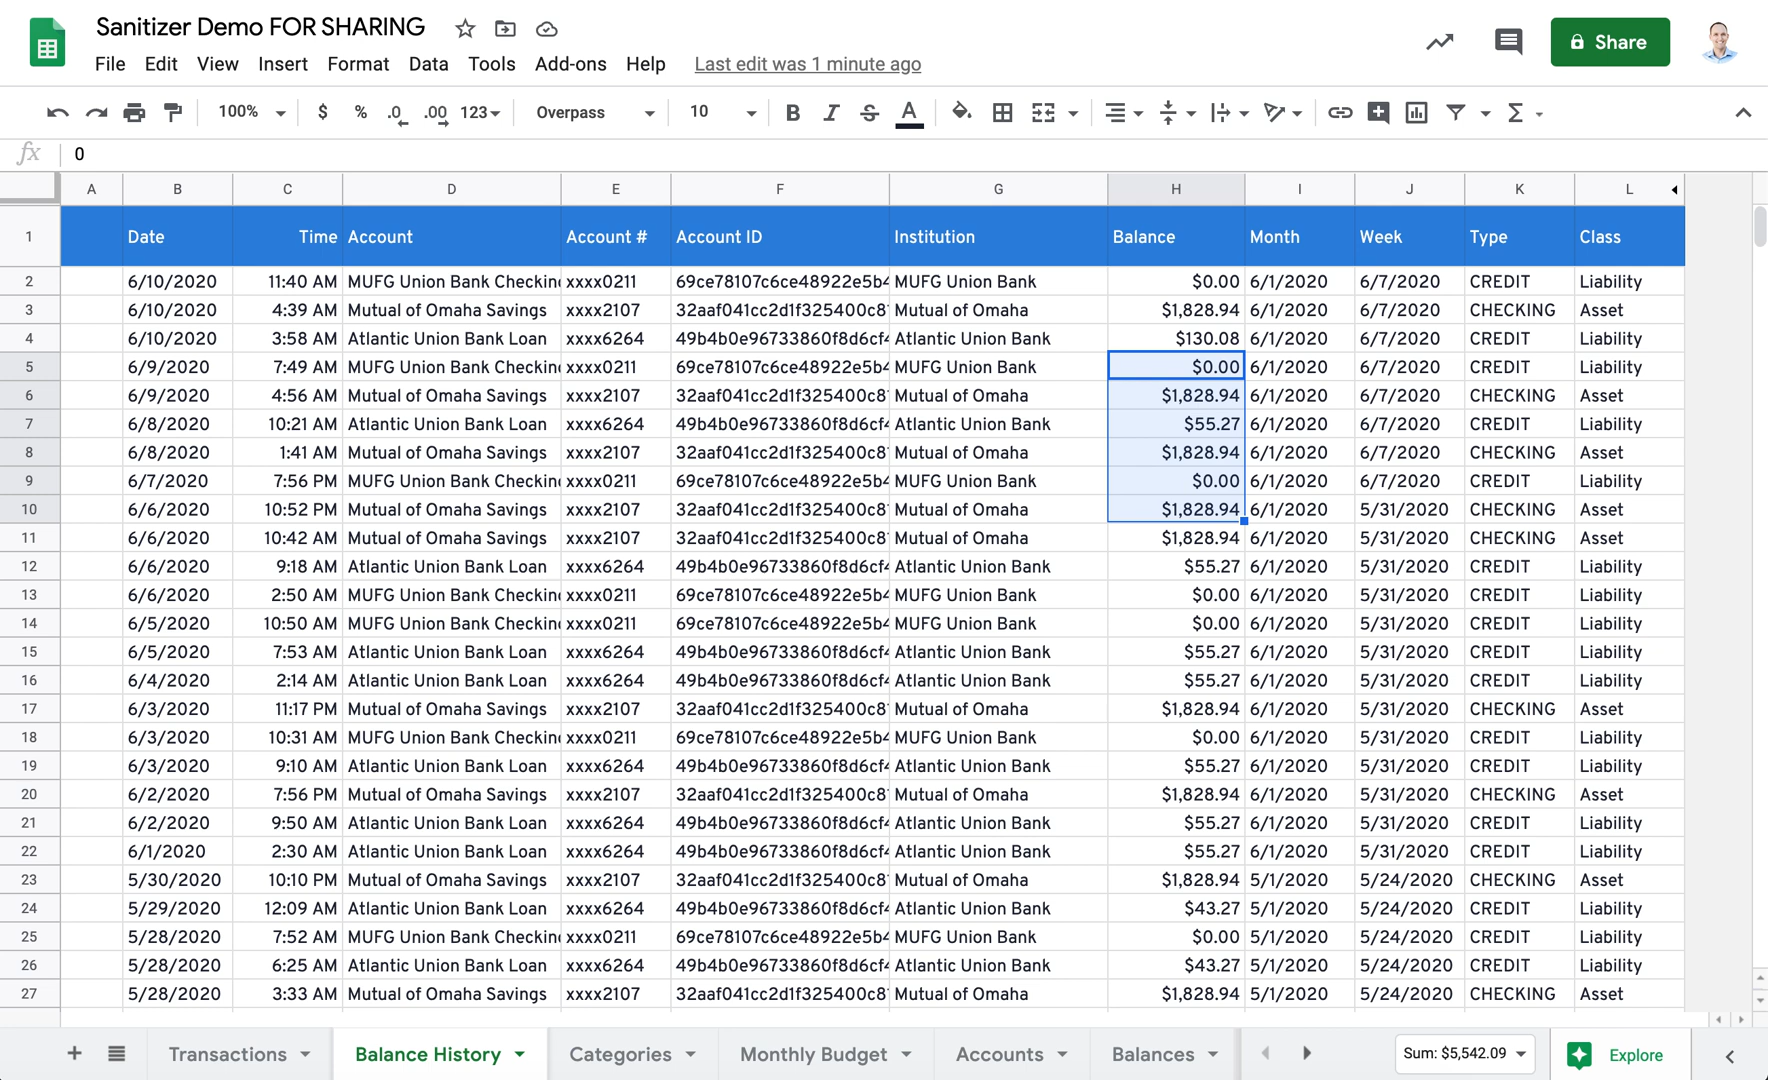 Sanitizer Demo FOR SHARING
Share
File Edit View Insert Format Data Tools Add-ons Help Last edit was 1 minute ago
100% $ % .0 .00 123 Overpass 10 B I S A
fx 0
A B C D E F G H I J K L
1 Date Time Account Account # Account ID Institution Balance Month Week Type Class
2 6/10/2020 11:40 AM MUFG Union Bank Checkin xxxx0211 69ce78107c6ce48922e5b4 MUFG Union Bank $0.00 6/1/2020 6/7/2020 CREDIT Liability
3 6/10/2020 4:39 AM Mutual of Omaha Savings xxxx2107 32aaf041cc2d1f325400c8 Mutual of Omaha $1,828.94 6/1/2020 6/7/2020 CHECKING Asset
4 6/10/2020 3:58 AM Atlantic Union Bank Loan xxxx6264 49b4b0e96733860f8d6cf4 Atlantic Union Bank $130.08 6/1/2020 6/7/2020 CREDIT Liability
5 6/9/2020 7:49 AM MUFG Union Bank Checkin xxxx0211 69ce78107c6ce48922e5b4 MUFG Union Bank $0.00 6/1/2020 6/7/2020 CREDIT Liability
6 6/9/2020 4:56 AM Mutual of Omaha Savings xxxx2107 32aaf041cc2d1f325400c8 Mutual of Omaha $1,828.94 6/1/2020 6/7/2020 CHECKING Asset
7 6/8/2020 10:21 AM Atlantic Union Bank Loan xxxx6264 49b4b0e96733860f8d6cf4 Atlantic Union Bank $55.27 6/1/2020 6/7/2020 CREDIT Liability
8 6/8/2020 1:41 AM Mutual of Omaha Savings xxxx2107 32aaf041cc2d1f325400c8 Mutual of Omaha $1,828.94 6/1/2020 6/7/2020 CHECKING Asset
9 6/7/2020 7:56 PM MUFG Union Bank Checkin xxxx0211 69ce78107c6ce48922e5b4 MUFG Union Bank $0.00 6/1/2020 6/7/2020 CREDIT Liability
10 6/6/2020 10:52 PM Mutual of Omaha Savings xxxx2107 32aaf041cc2d1f325400c8 Mutual of Omaha $1,828.94 6/1/2020 5/31/2020 CHECKING Asset
11 6/6/2020 10:42 AM Mutual of Omaha Savings xxxx2107 32aaf041cc2d1f325400c8 Mutual of Omaha $1,828.94 6/1/2020 5/31/2020 CHECKING Asset
12 6/6/2020 9:18 AM Atlantic Union Bank Loan xxxx6264 49b4b0e96733860f8d6cf4 Atlantic Union Bank $55.27 6/1/2020 5/31/2020 CREDIT Liability
13 6/6/2020 2:50 AM MUFG Union Bank Checkin xxxx0211 69ce78107c6ce48922e5b4 MUFG Union Bank $0.00 6/1/2020 5/31/2020 CREDIT Liability
14 6/5/2020 10:50 AM MUFG Union Bank Checkin xxxx0211 69ce78107c6ce48922e5b4 MUFG Union Bank $0.00 6/1/2020 5/31/2020 CREDIT Liability
15 6/5/2020 7:53 AM Atlantic Union Bank Loan xxxx6264 49b4b0e96733860f8d6cf4 Atlantic Union Bank $55.27 6/1/2020 5/31/2020 CREDIT Liability
16 6/4/2020 2:14 AM Atlantic Union Bank Loan xxxx6264 49b4b0e96733860f8d6cf4 Atlantic Union Bank $55.27 6/1/2020 5/31/2020 CREDIT Liability
17 6/3/2020 11:17 PM Mutual of Omaha Savings xxxx2107 32aaf041cc2d1f325400c8 Mutual of Omaha $1,828.94 6/1/2020 5/31/2020 CHECKING Asset
18 6/3/2020 10:31 AM MUFG Union Bank Checkin xxxx0211 69ce78107c6ce48922e5b4 MUFG Union Bank $0.00 6/1/2020 5/31/2020 CREDIT Liability
19 6/3/2020 9:10 AM Atlantic Union Bank Loan xxxx6264 49b4b0e96733860f8d6cf4 Atlantic Union Bank $55.27 6/1/2020 5/31/2020 CREDIT Liability
20 6/2/2020 7:56 PM Mutual of Omaha Savings xxxx2107 32aaf041cc2d1f325400c8 Mutual of Omaha $1,828.94 6/1/2020 5/31/2020 CHECKING Asset
21 6/2/2020 9:50 AM Atlantic Union Bank Loan xxxx6264 49b4b0e96733860f8d6cf4 Atlantic Union Bank $55.27 6/1/2020 5/31/2020 CREDIT Liability
22 6/1/2020 2:30 AM Atlantic Union Bank Loan xxxx6264 49b4b0e96733860f8d6cf4 Atlantic Union Bank $55.27 6/1/2020 5/31/2020 CREDIT Liability
23 5/30/2020 10:10 PM Mutual of Omaha Savings xxxx2107 32aaf041cc2d1f325400c8 Mutual of Omaha $1,828.94 5/1/2020 5/24/2020 CHECKING Asset
24 5/29/2020 12:09 AM Atlantic Union Bank Loan xxxx6264 49b4b0e96733860f8d6cf4 Atlantic Union Bank $43.27 5/1/2020 5/24/2020 CREDIT Liability
25 5/28/2020 7:52 AM MUFG Union Bank Checkin xxxx0211 69ce78107c6ce48922e5b4 MUFG Union Bank $0.00 5/1/2020 5/24/2020 CREDIT Liability
26 5/28/2020 6:25 AM Atlantic Union Bank Loan xxxx6264 49b4b0e96733860f8d6cf4 Atlantic Union Bank $43.27 5/1/2020 5/24/2020 CREDIT Liability
27 5/28/2020 3:33 AM Mutual of Omaha Savings xxxx2107 32aaf041cc2d1f325400c8 Mutual of Omaha $1,828.94 5/1/2020 5/24/2020 CHECKING Asset
Transactions Balance History Categories Monthly Budget Accounts Balances Sum: $5,542.09 Explore